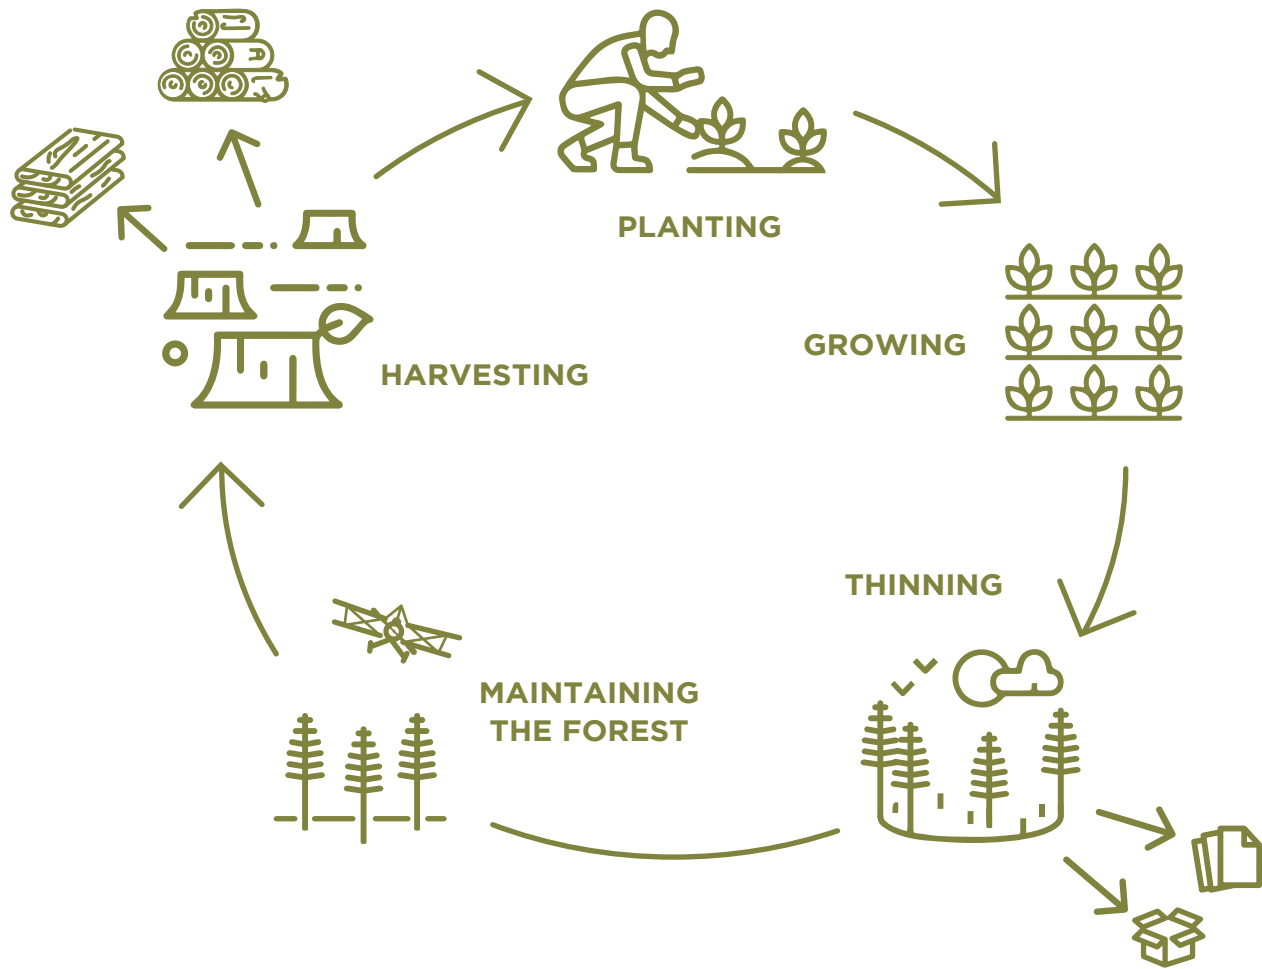 PLANTING
GROWING
HARVESTING
THINNING
MAINTAINING
THE FOREST